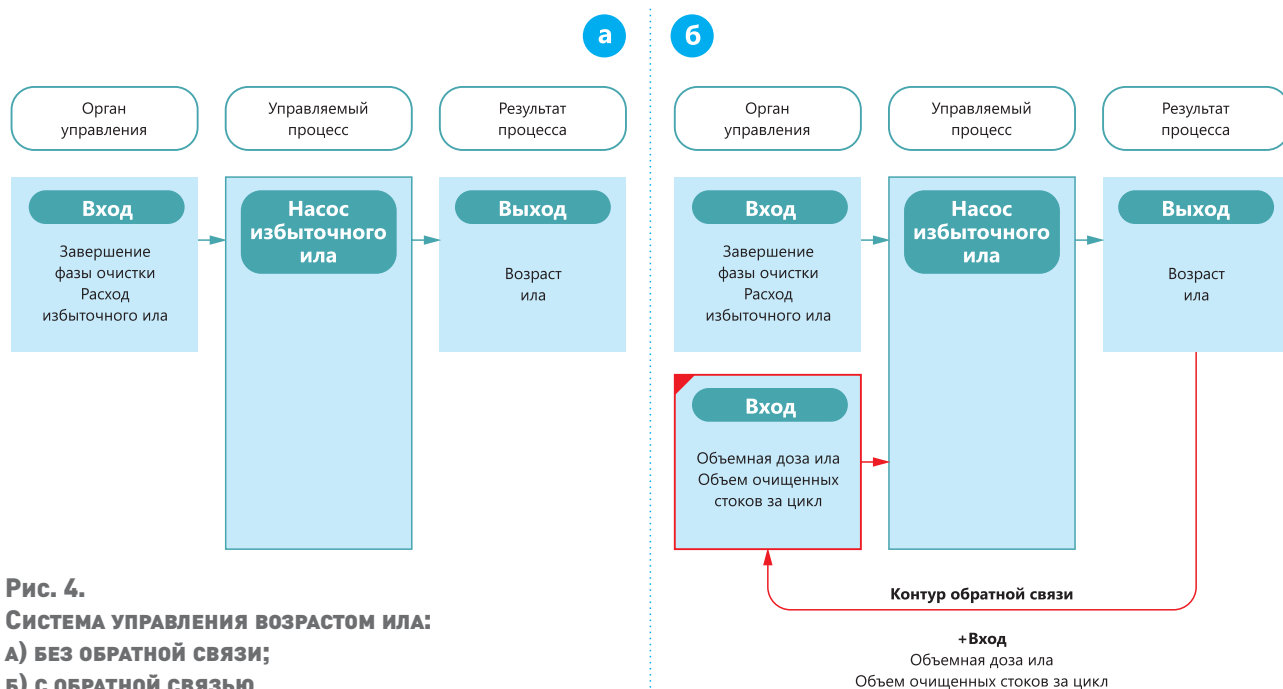 а
Орган
управления
Управляемый
процесс
Результат
процесса
Вход
Завершение
фазы очистки
Расход
избыточного ила
Насос
избыточного
ила
Выход
Возраст
ила
б
Орган
управления
Управляемый
процесс
Результат
процесса
Вход
Завершение
фазы очистки
Расход
избыточного ила
Насос
избыточного
ила
Выход
Возраст
ила
Вход
Объемная доза ила
Объем очищенных
стоков за цикл
Контур обратной связи
+Вход
Объемная доза ила
Объем очищенных стоков за цикл
Рис. 4.
Система управления возрастом ила:
а) без обратной связи;
б) с обратной связью